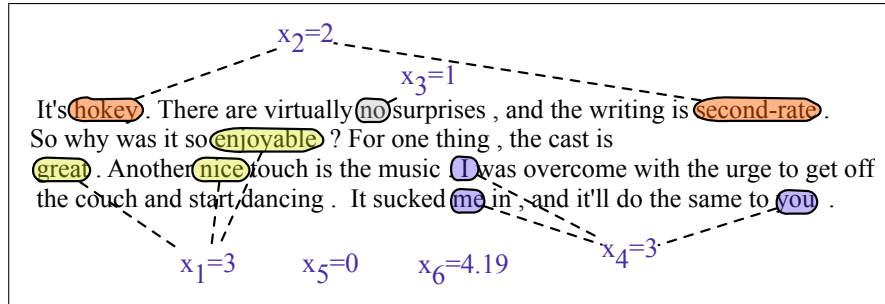 x2=2
x3=1
It's hokey . There are virtually no surprises , and the writing is second-rate .
So why was it so enjoyable ? For one thing , the cast is
great . Another nice touch is the music . I was overcome with the urge to get off
the couch and start dancing . It sucked me in , and it'll do the same to you .
x1=3 x5=0 x6=4.19 x4=3